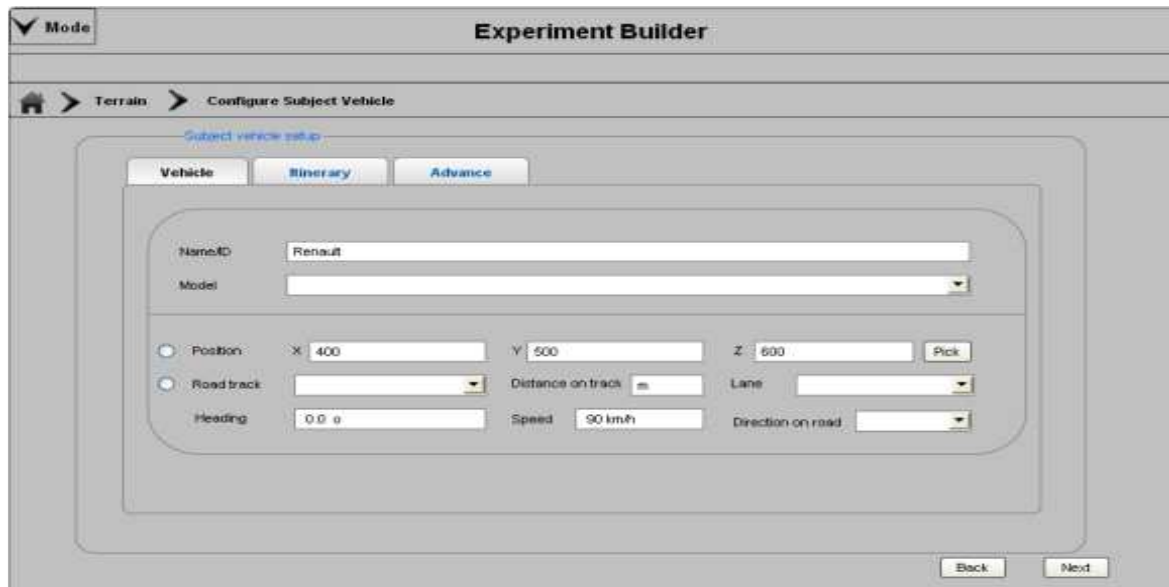 Mode
Experiment Builder
Terrain Configure Subject Vehicle
Subject vehicle setup
Vehicle Itinerary Advance
Name/ID Renault
Model
Position X 400 Y 500 Z 600 Pick
Road track Distance on track m Lane
Heading 0.0 o Speed 90 km/h Direction on road
Back Next